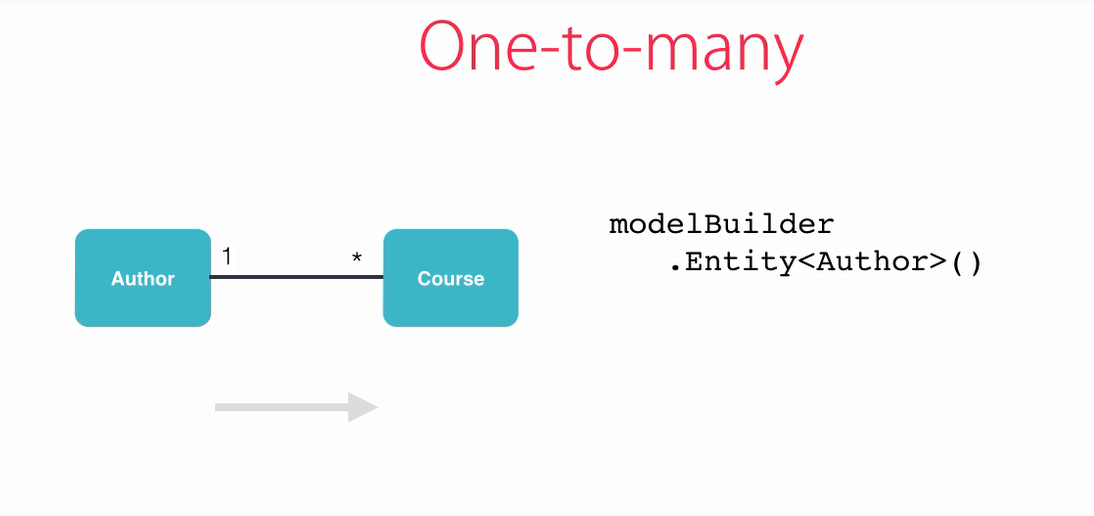 One-to-many
Author
1
*
Course
modelBuilder
.Entity<Author>()